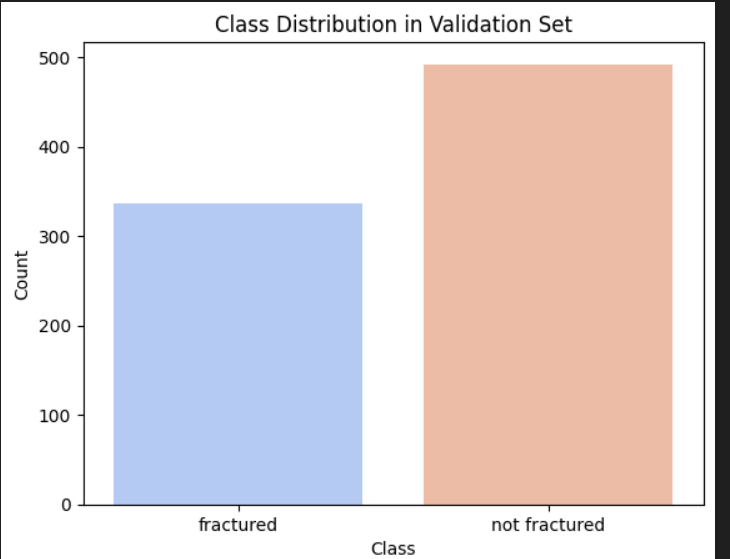 Class Distribution in Validation Set
500
400
300
200
100
0
Count
fractured
not fractured
Class